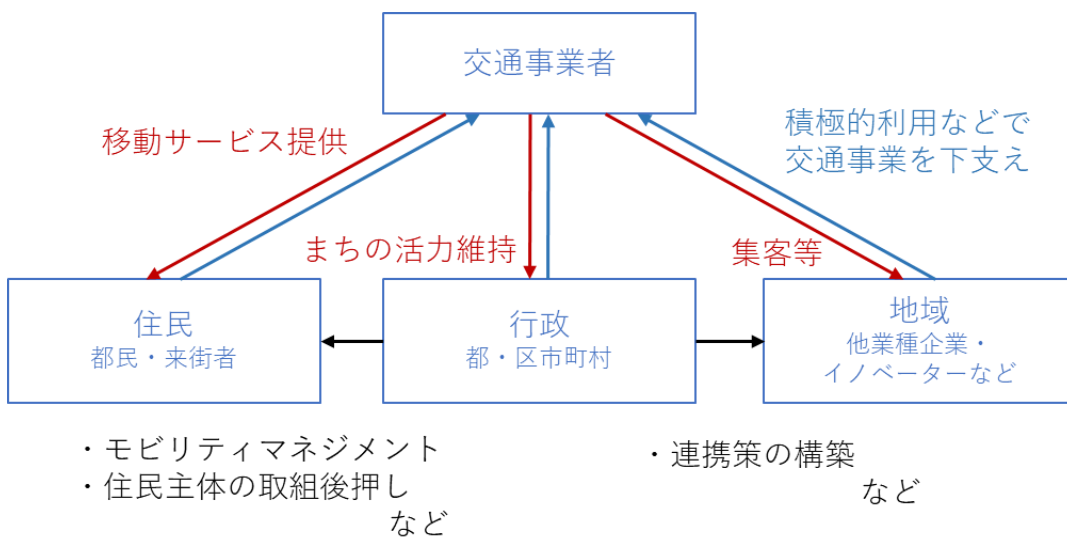 交通事業者
移動サービス提供
積極的利用などで
交通事業を下支え
まちの活力維持
集客等
住民
都民・来街者
行政
都・区市町村
地域
他業種企業・
イノベーターなど
・モビリティマネジメント
・住民主体の取組後押し
など
・連携策の構築
など